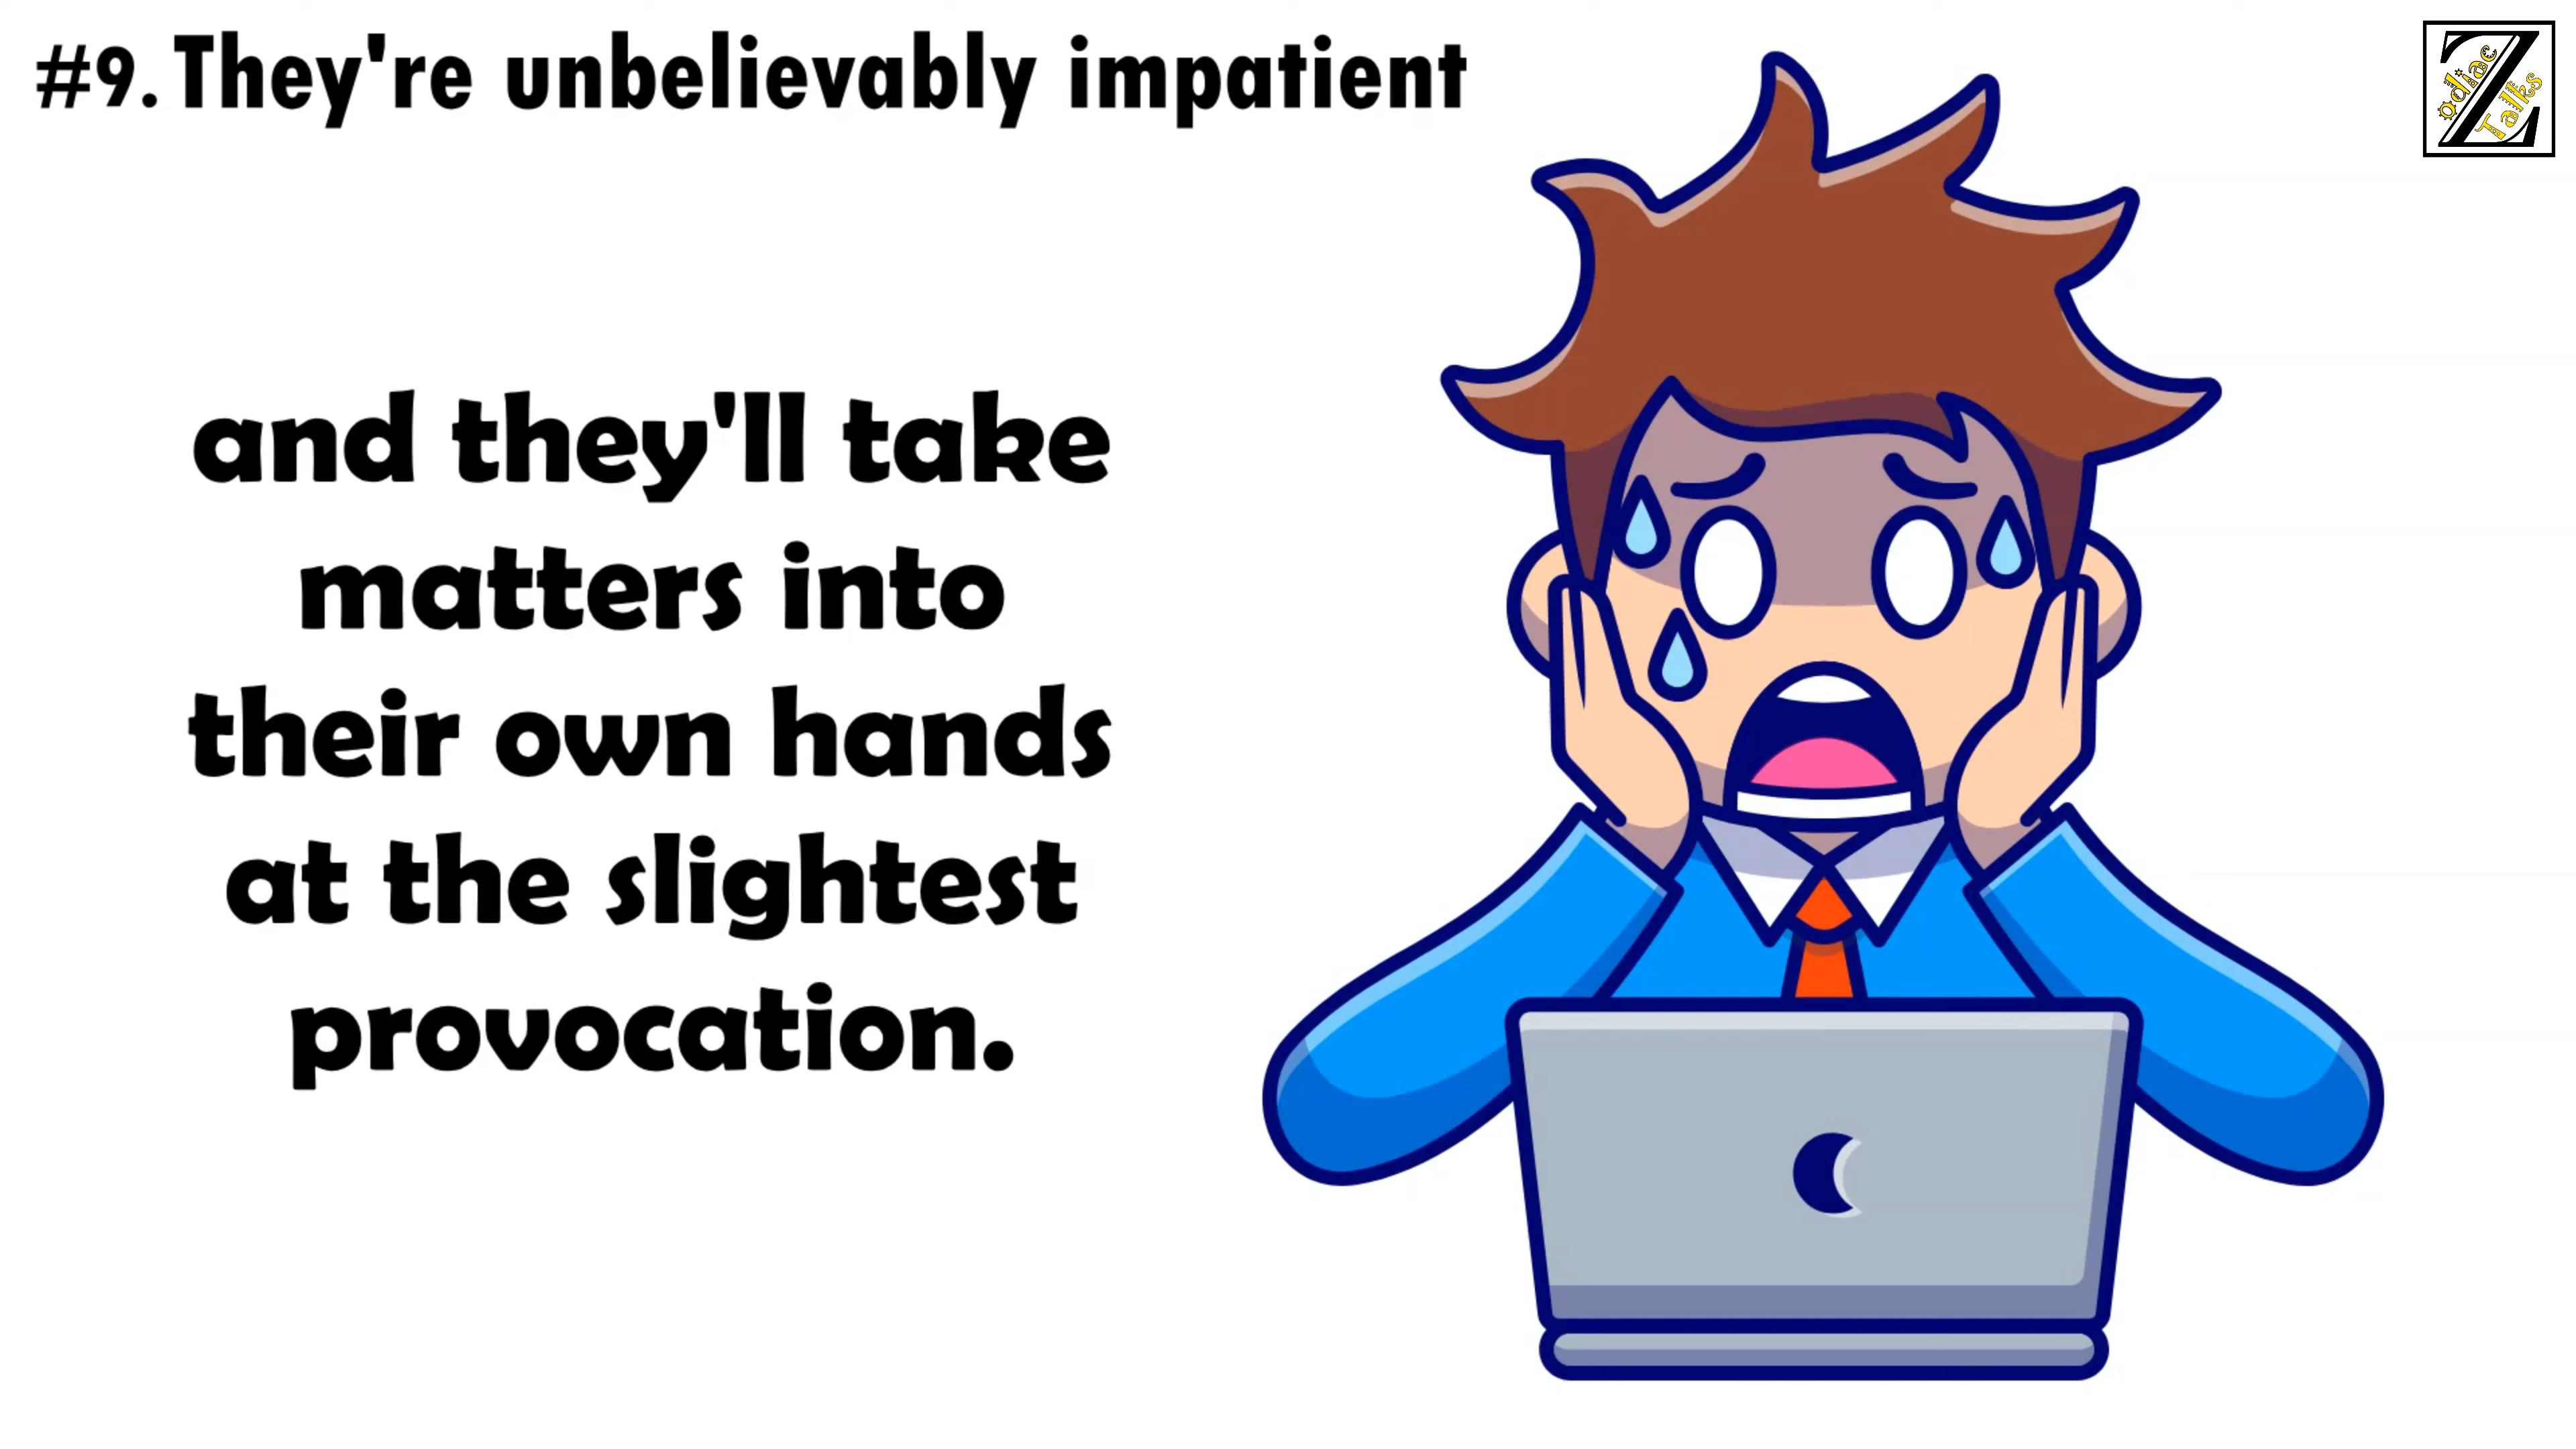 #9. They're unbelievably impatient
Zodiac
Talks
and they'll take
matters into
their own hands
at the slightest
provocation.